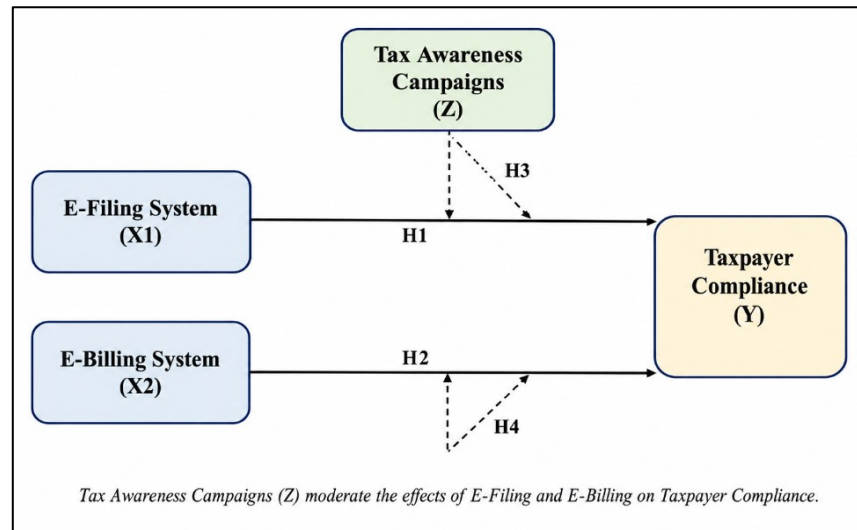 Tax Awareness
Campaigns
(Z)
H3
E-Filing System
(X1)
H1
Taxpayer
Compliance
(Y)
E-Billing System
(X2)
H2
H4
Tax Awareness Campaigns (Z) moderate the effects of E-Filing and E-Billing on Taxpayer Compliance.